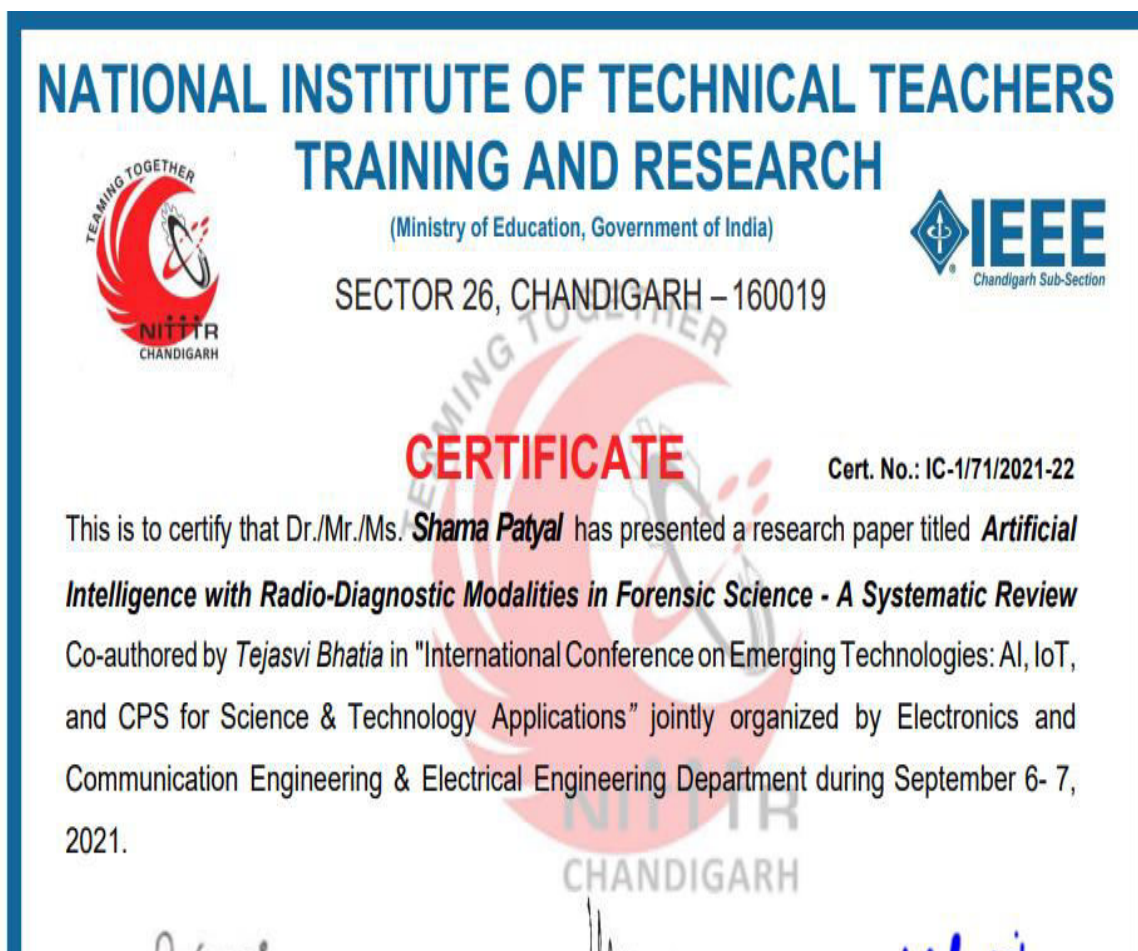 NATIONAL INSTITUTE OF TECHNICAL TEACHERS
TRAINING AND RESEARCH
(Ministry of Education, Government of India)
SECTOR 26, CHANDIGARH – 160019
TEAMING TOGETHER
NITTTR
CHANDIGARH
IEEE
Chandigarh Sub-Section
TEAMING TOGETHER
CERTIFICATE
Cert. No.: IC-1/71/2021-22
This is to certify that Dr./Mr./Ms. Shama Patyal has presented a research paper titled Artificial
Intelligence with Radio-Diagnostic Modalities in Forensic Science - A Systematic Review
Co-authored by Tejasvi Bhatia in "International Conference on Emerging Technologies: AI, IoT,
and CPS for Science & Technology Applications” jointly organized by Electronics and
Communication Engineering & Electrical Engineering Department during September 6- 7,
2021.
NITTTR
CHANDIGARH